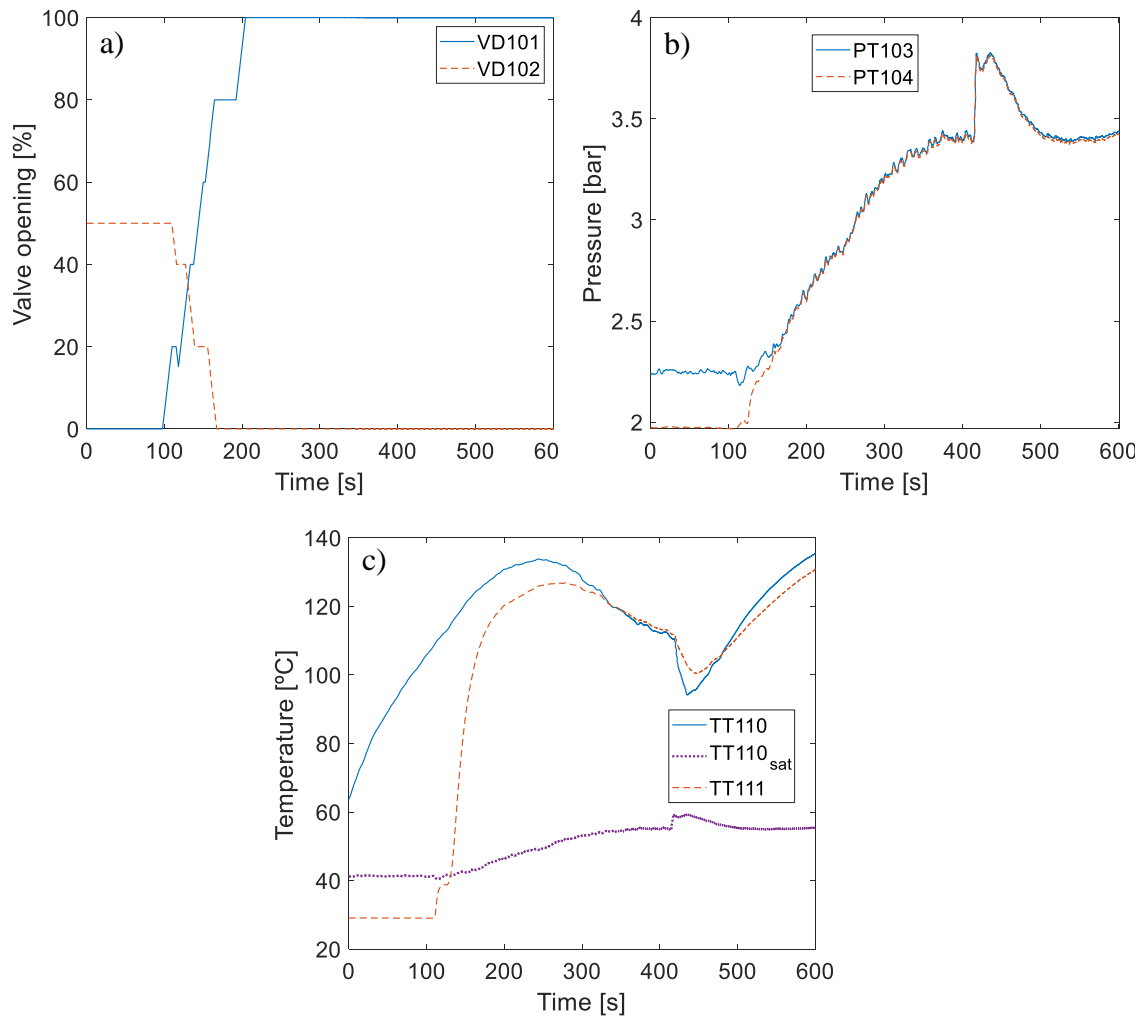 a)
VD101
VD102
Valve opening [%]
100
80
60
40
20
0
0 100 200 300 400 500 60
Time [s]
b)
PT103
PT104
Pressure [bar]
4
3.5
3
2.5
2
0 100 200 300 400 500 600
Time [s]
c)
TT110
TT110sat
TT111
Temperature [ºC]
140
120
100
80
60
40
20
0 100 200 300 400 500 600
Time [s]